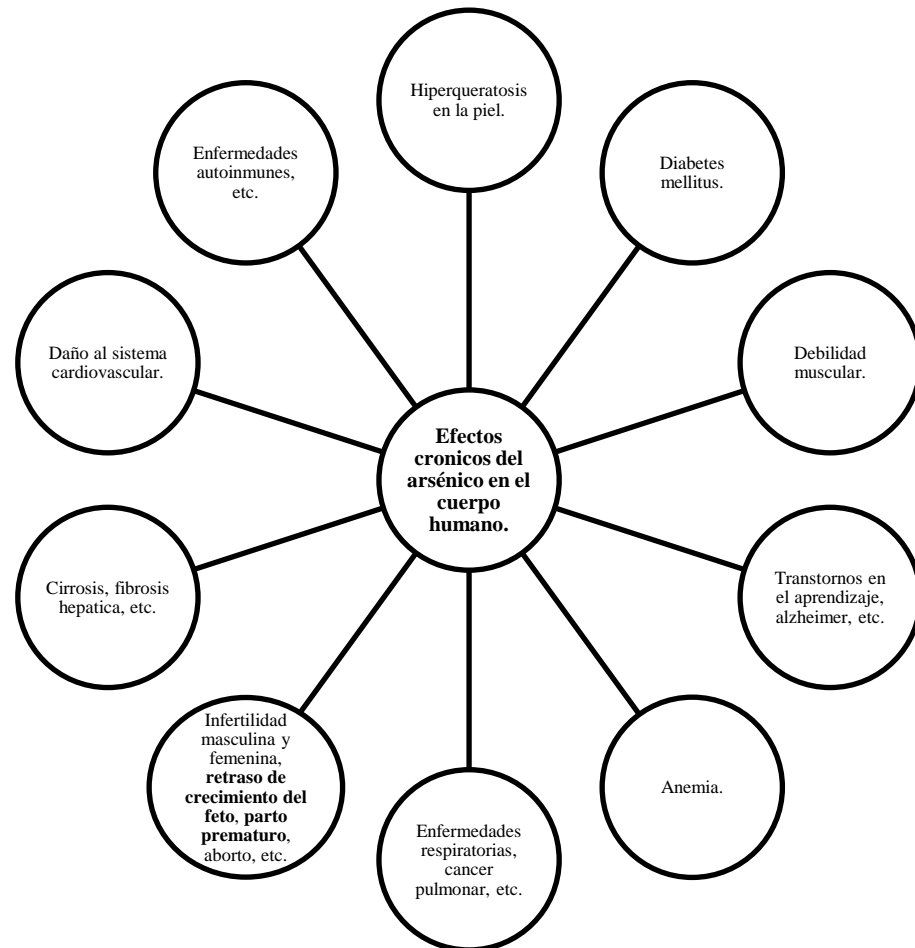 Hiperqueratosis
en la piel.
Diabetes
mellitus.
Debilidad
muscular.
Transtornos en
el aprendizaje,
alzheimer, etc.
Anemia.
Enfermedades
respiratorias,
cancer
pulmonar, etc.
Infertilidad
masculina y
femenina,
retraso de
crecimiento del
feto, parto
prematuro,
aborto, etc.
Cirrosis, fibrosis
hepatica, etc.
Daño al sistema
cardiovascular.
Enfermedades
autoinmunes,
etc.
Efectos
cronicos del
arsénico en el
cuerpo
humano.